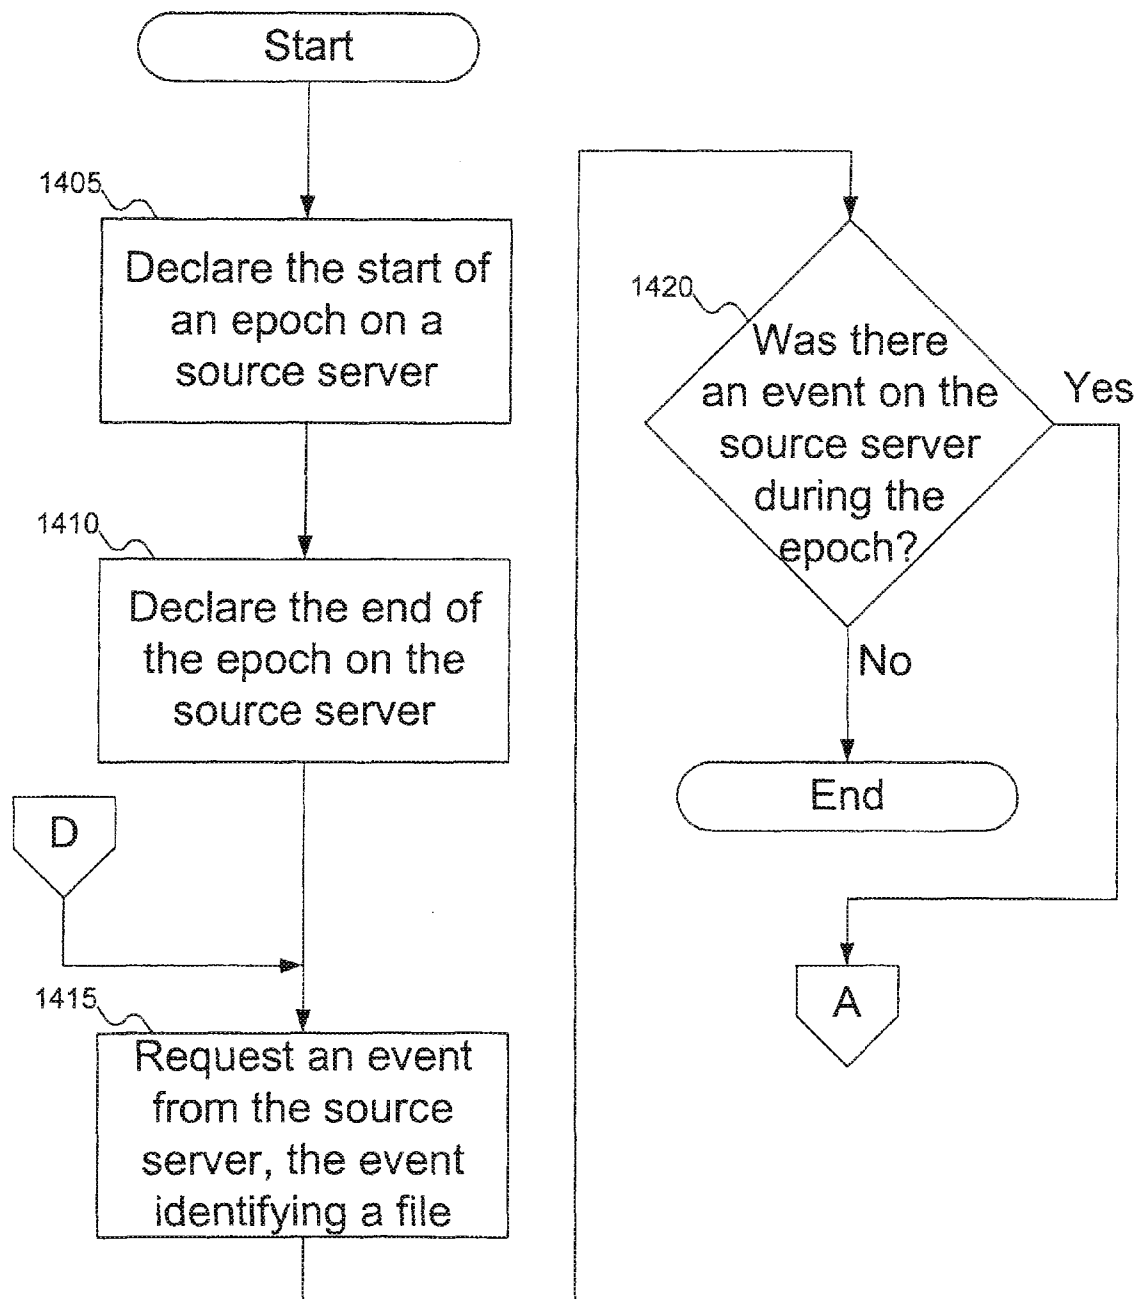 Start
1405
Declare the start of
an epoch on a
source server
1410
Declare the end of
the epoch on the
source server
D
1415
Request an event
from the source
server, the event
identifying a file
1420
Was there
an event on the
source server
during the
epoch?
Yes
No
End
A